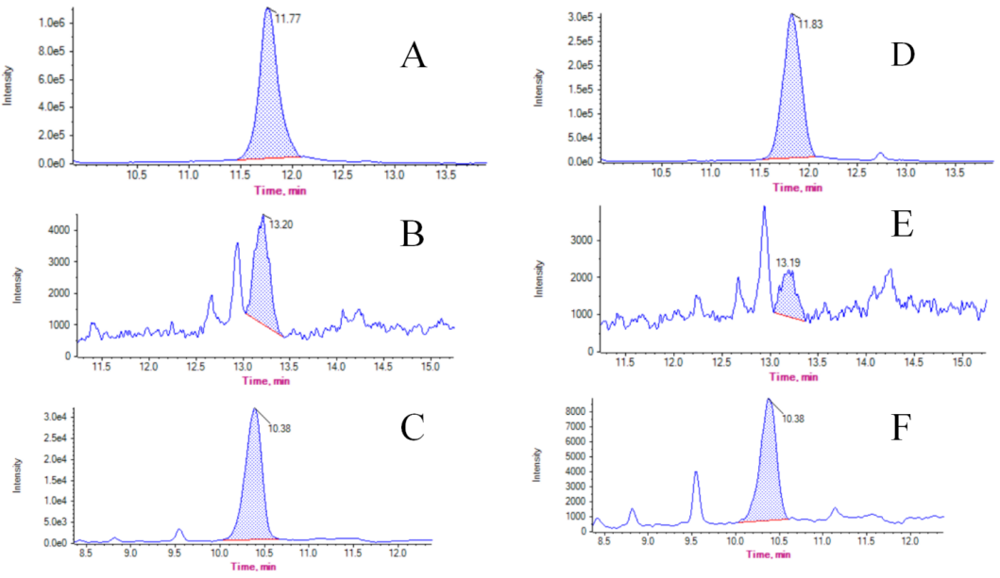 1.0e6
8.0e5
6.0e5
4.0e5
2.0e5
0.0e0
Intensity
11.77
A
10.5 11.0 11.5 12.0 12.5 13.0 13.5
Time, min
3.0e5
2.5e5
2.0e5
1.5e5
1.0e5
5.0e4
0.0e0
Intensity
11.83
D
10.5 11.0 11.5 12.0 12.5 13.0 13.5
Time, min
4000
3000
2000
1000
0
Intensity
13.20
B
11.5 12.0 12.5 13.0 13.5 14.0 14.5 15.0
Time, min
3000
2000
1000
0
Intensity
13.19
E
11.5 12.0 12.5 13.0 13.5 14.0 14.5 15.0
Time, min
3.0e4
2.5e4
2.0e4
1.5e4
1.0e4
5.0e3
0.0e0
Intensity
10.38
C
8.5 9.0 9.5 10.0 10.5 11.0 11.5 12.0
Time, min
8000
7000
6000
5000
4000
3000
2000
1000
0
Intensity
10.38
F
8.5 9.0 9.5 10.0 10.5 11.0 11.5 12.0
Time, min